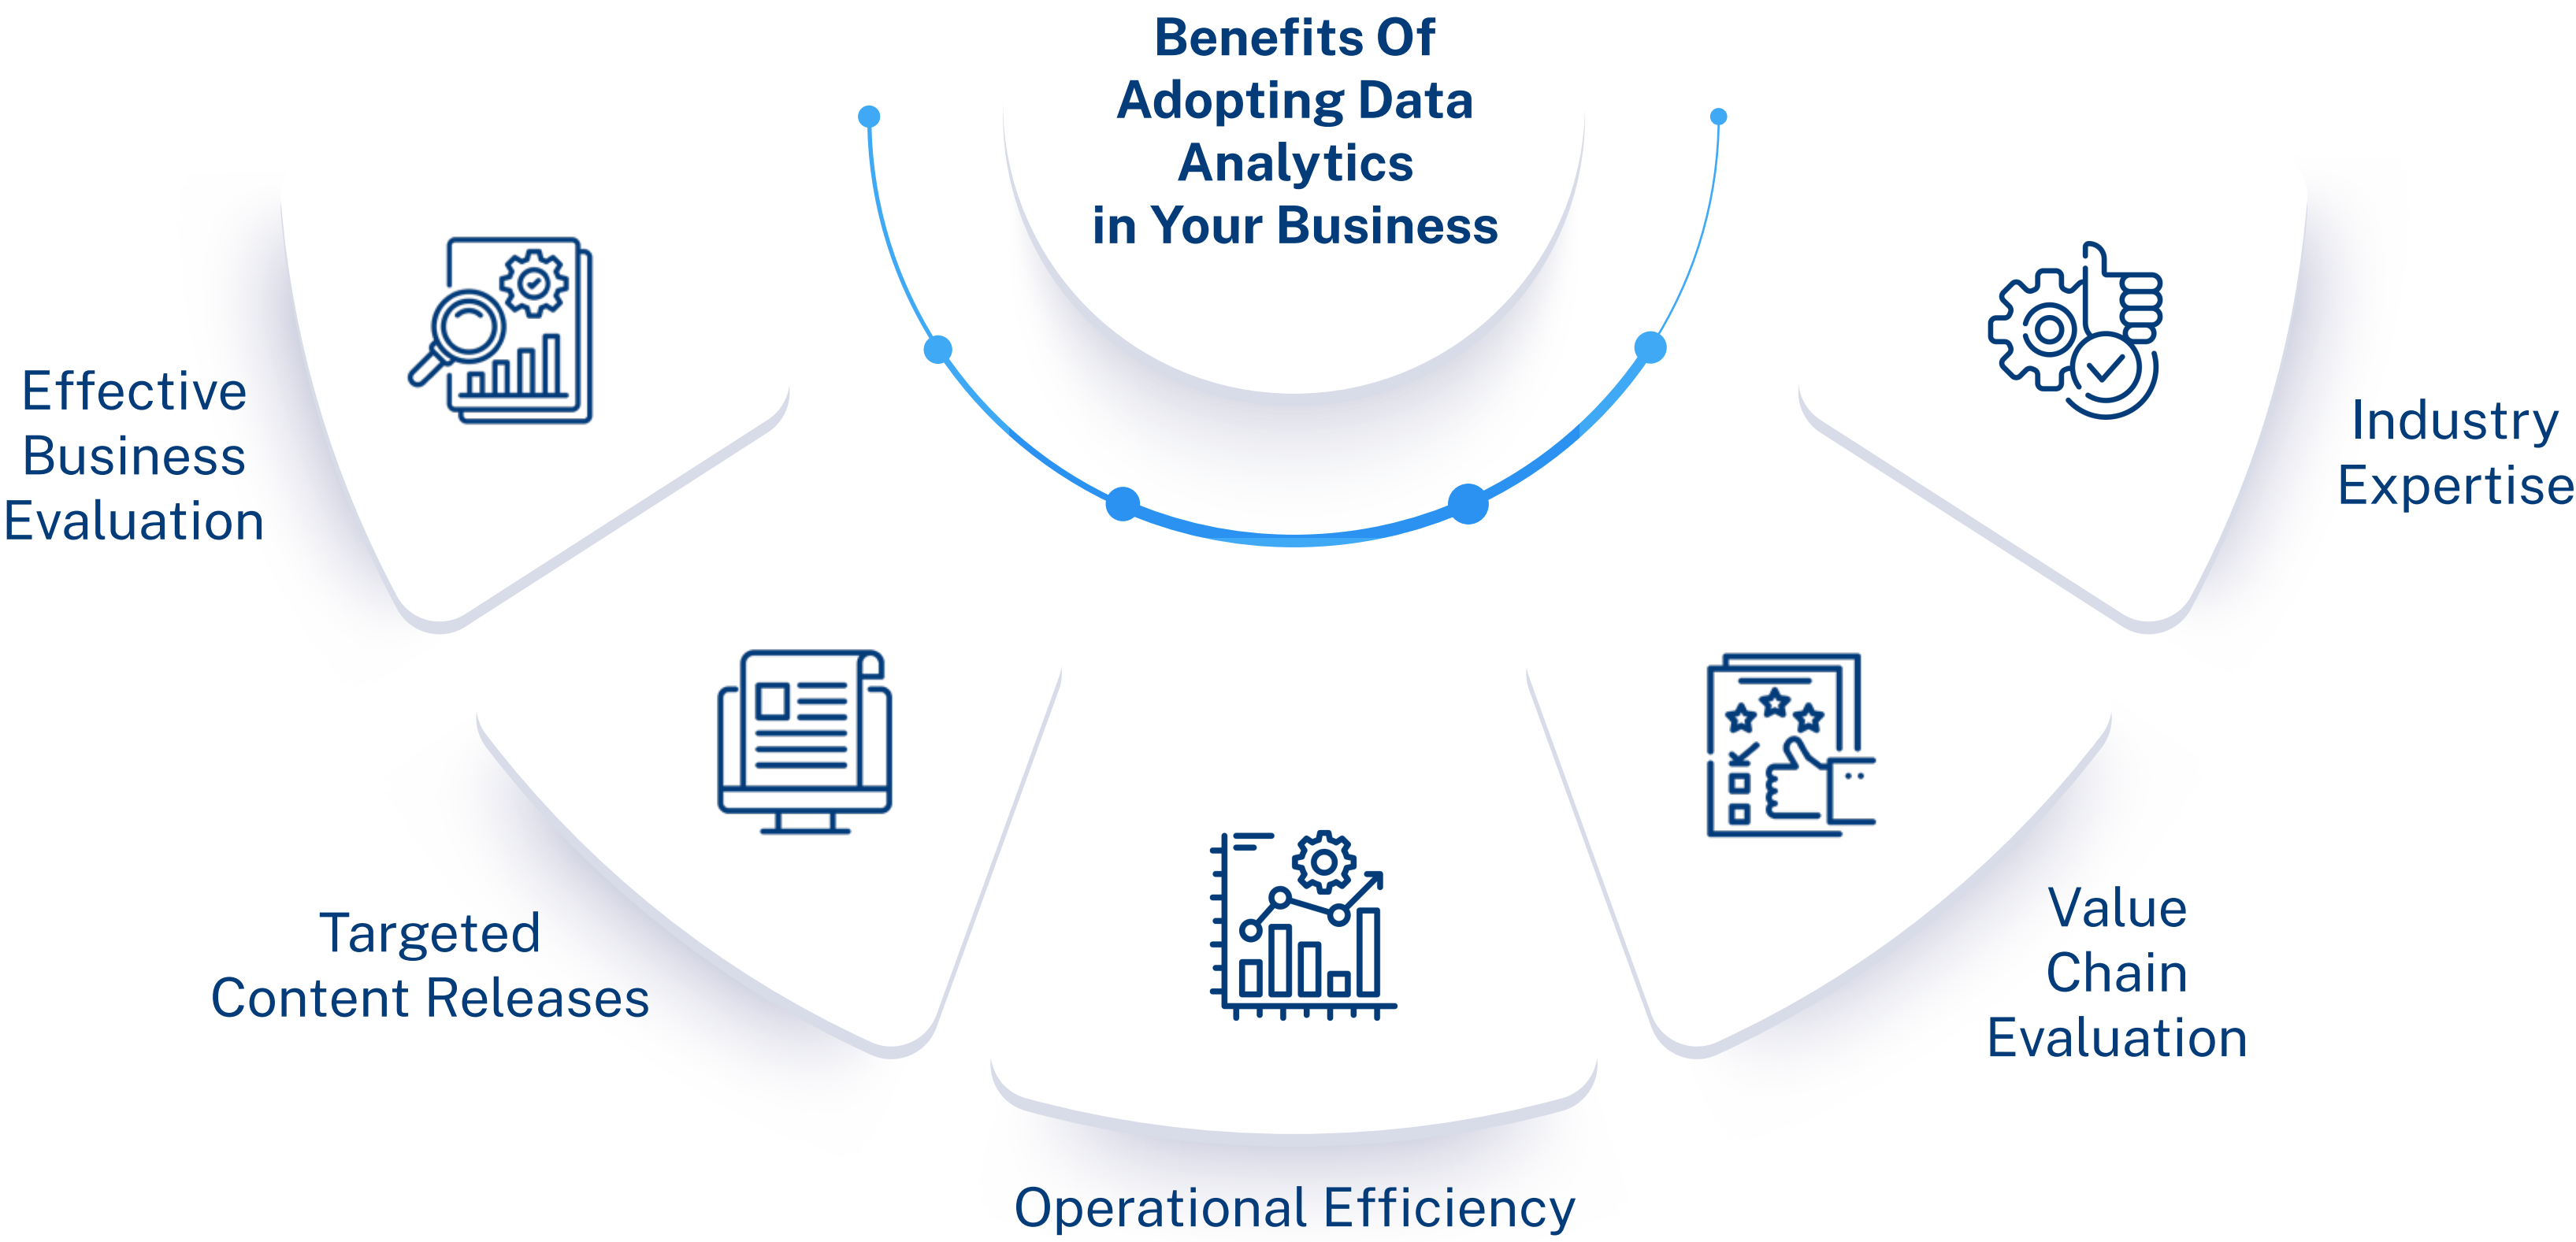 Benefits Of
Adopting Data
Analytics
in Your Business
Effective
Business
Evaluation
Targeted
Content Releases
Operational Efficiency
Value
Chain
Evaluation
Industry
Expertise